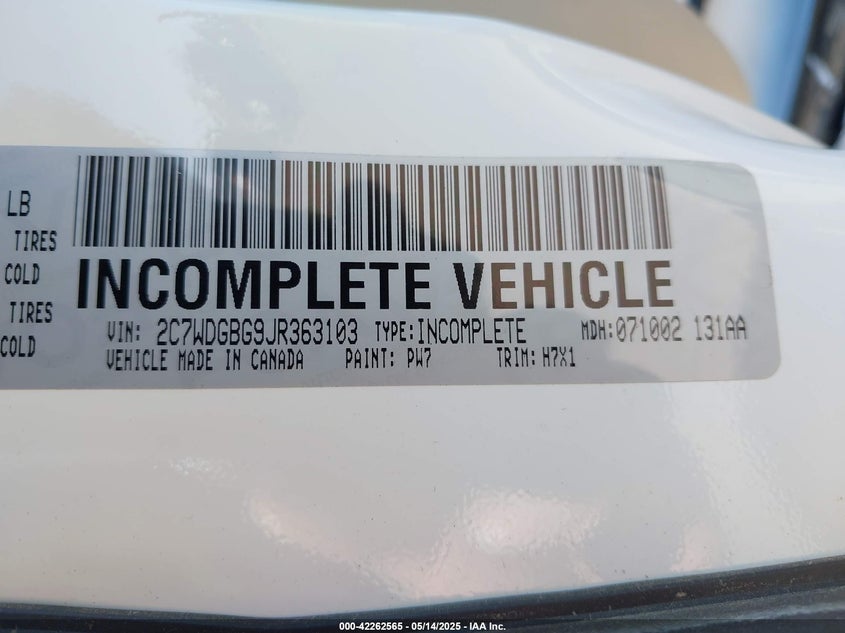 LB
TIRES
COLD
TIRES
COLD
INCOMPLETE VEHICLE
VIN: 2C7WDGBG9JR363103 TYPE:INCOMPLETE MDH:071002 131AA
VEHICLE MADE IN CANADA PAINT: PW7 TRIM: H7X1
000-42262565 - 05/14/2025 - IAA Inc.